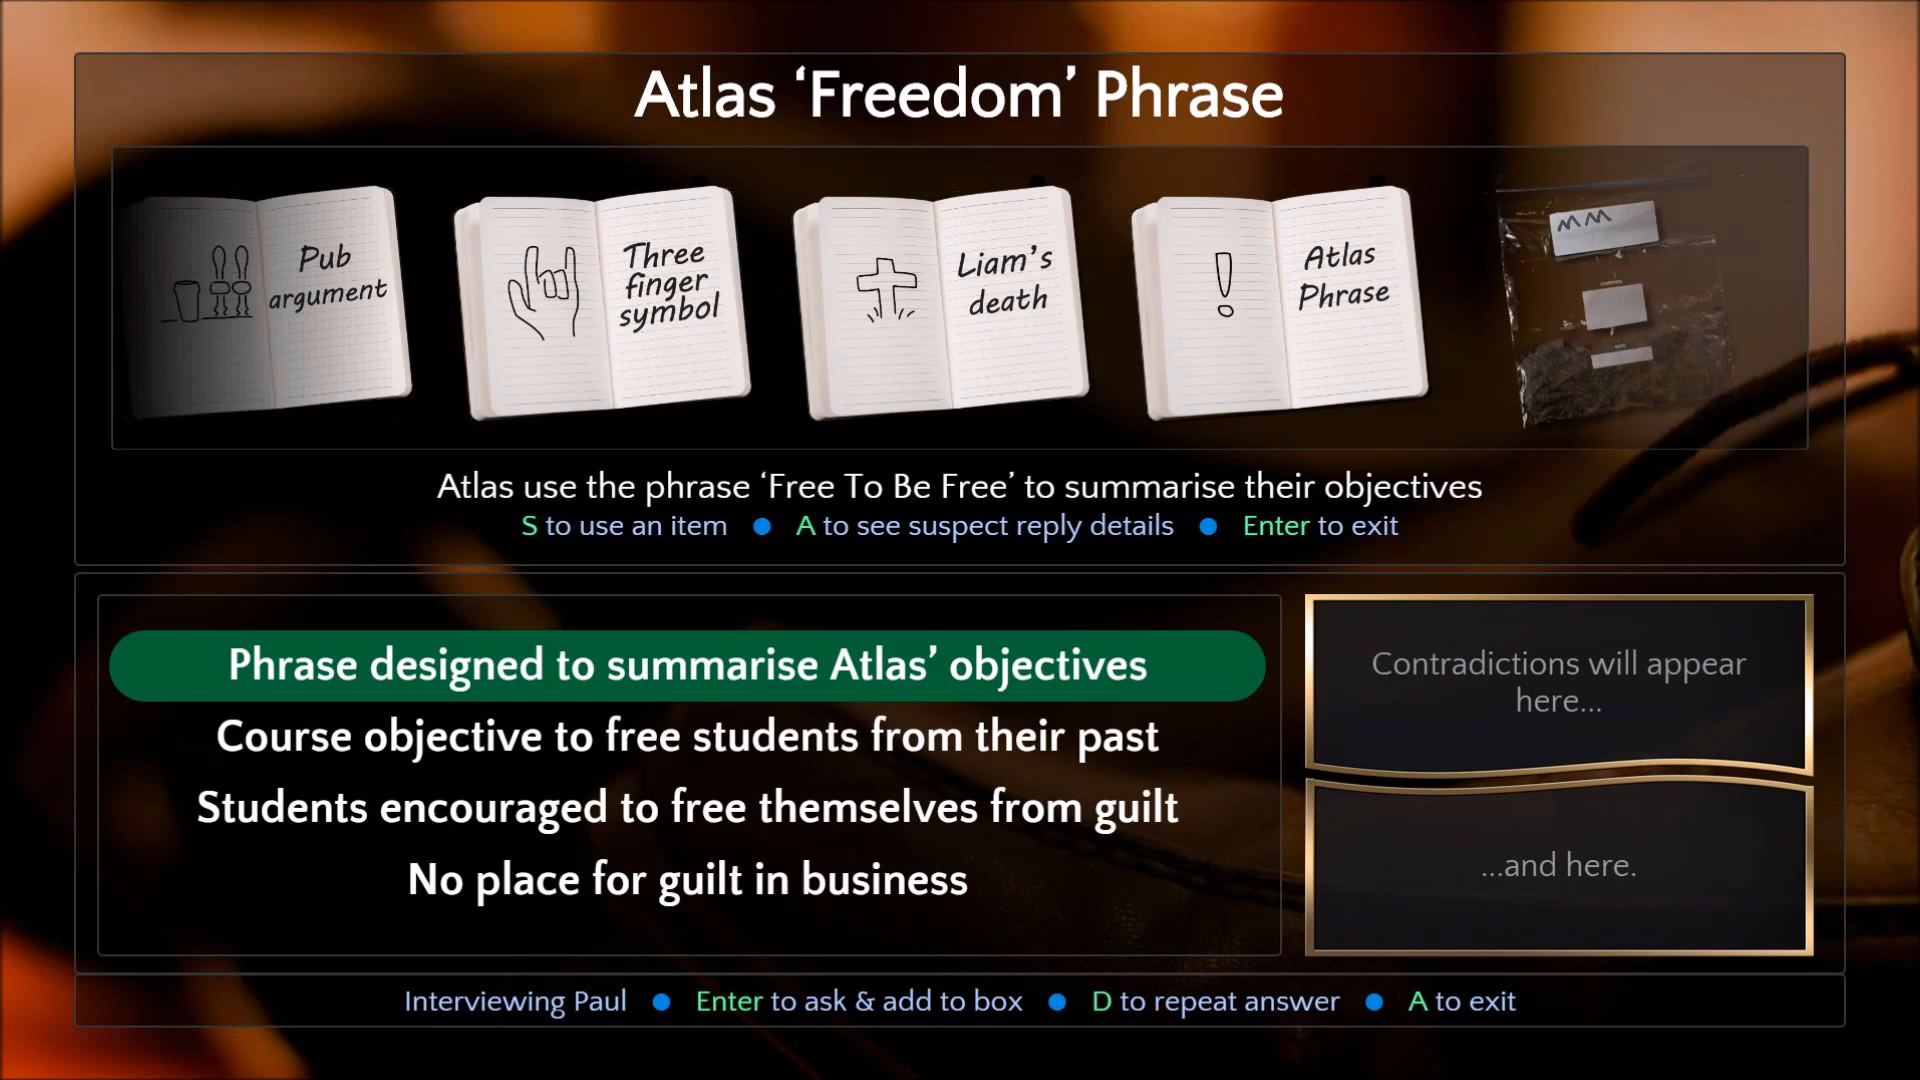 Atlas ‘Freedom’ Phrase
Pub
argument
Three
finger
symbol
Liam’s
death
Atlas
Phrase
MM
Atlas use the phrase ‘Free To Be Free’ to summarise their objectives
S to use an item ● A to see suspect reply details ● Enter to exit
Phrase designed to summarise Atlas’ objectives
Course objective to free students from their past
Students encouraged to free themselves from guilt
No place for guilt in business
Contradictions will appear
here...
...and here.
Interviewing Paul ● Enter to ask & add to box ● D to repeat answer ● A to exit